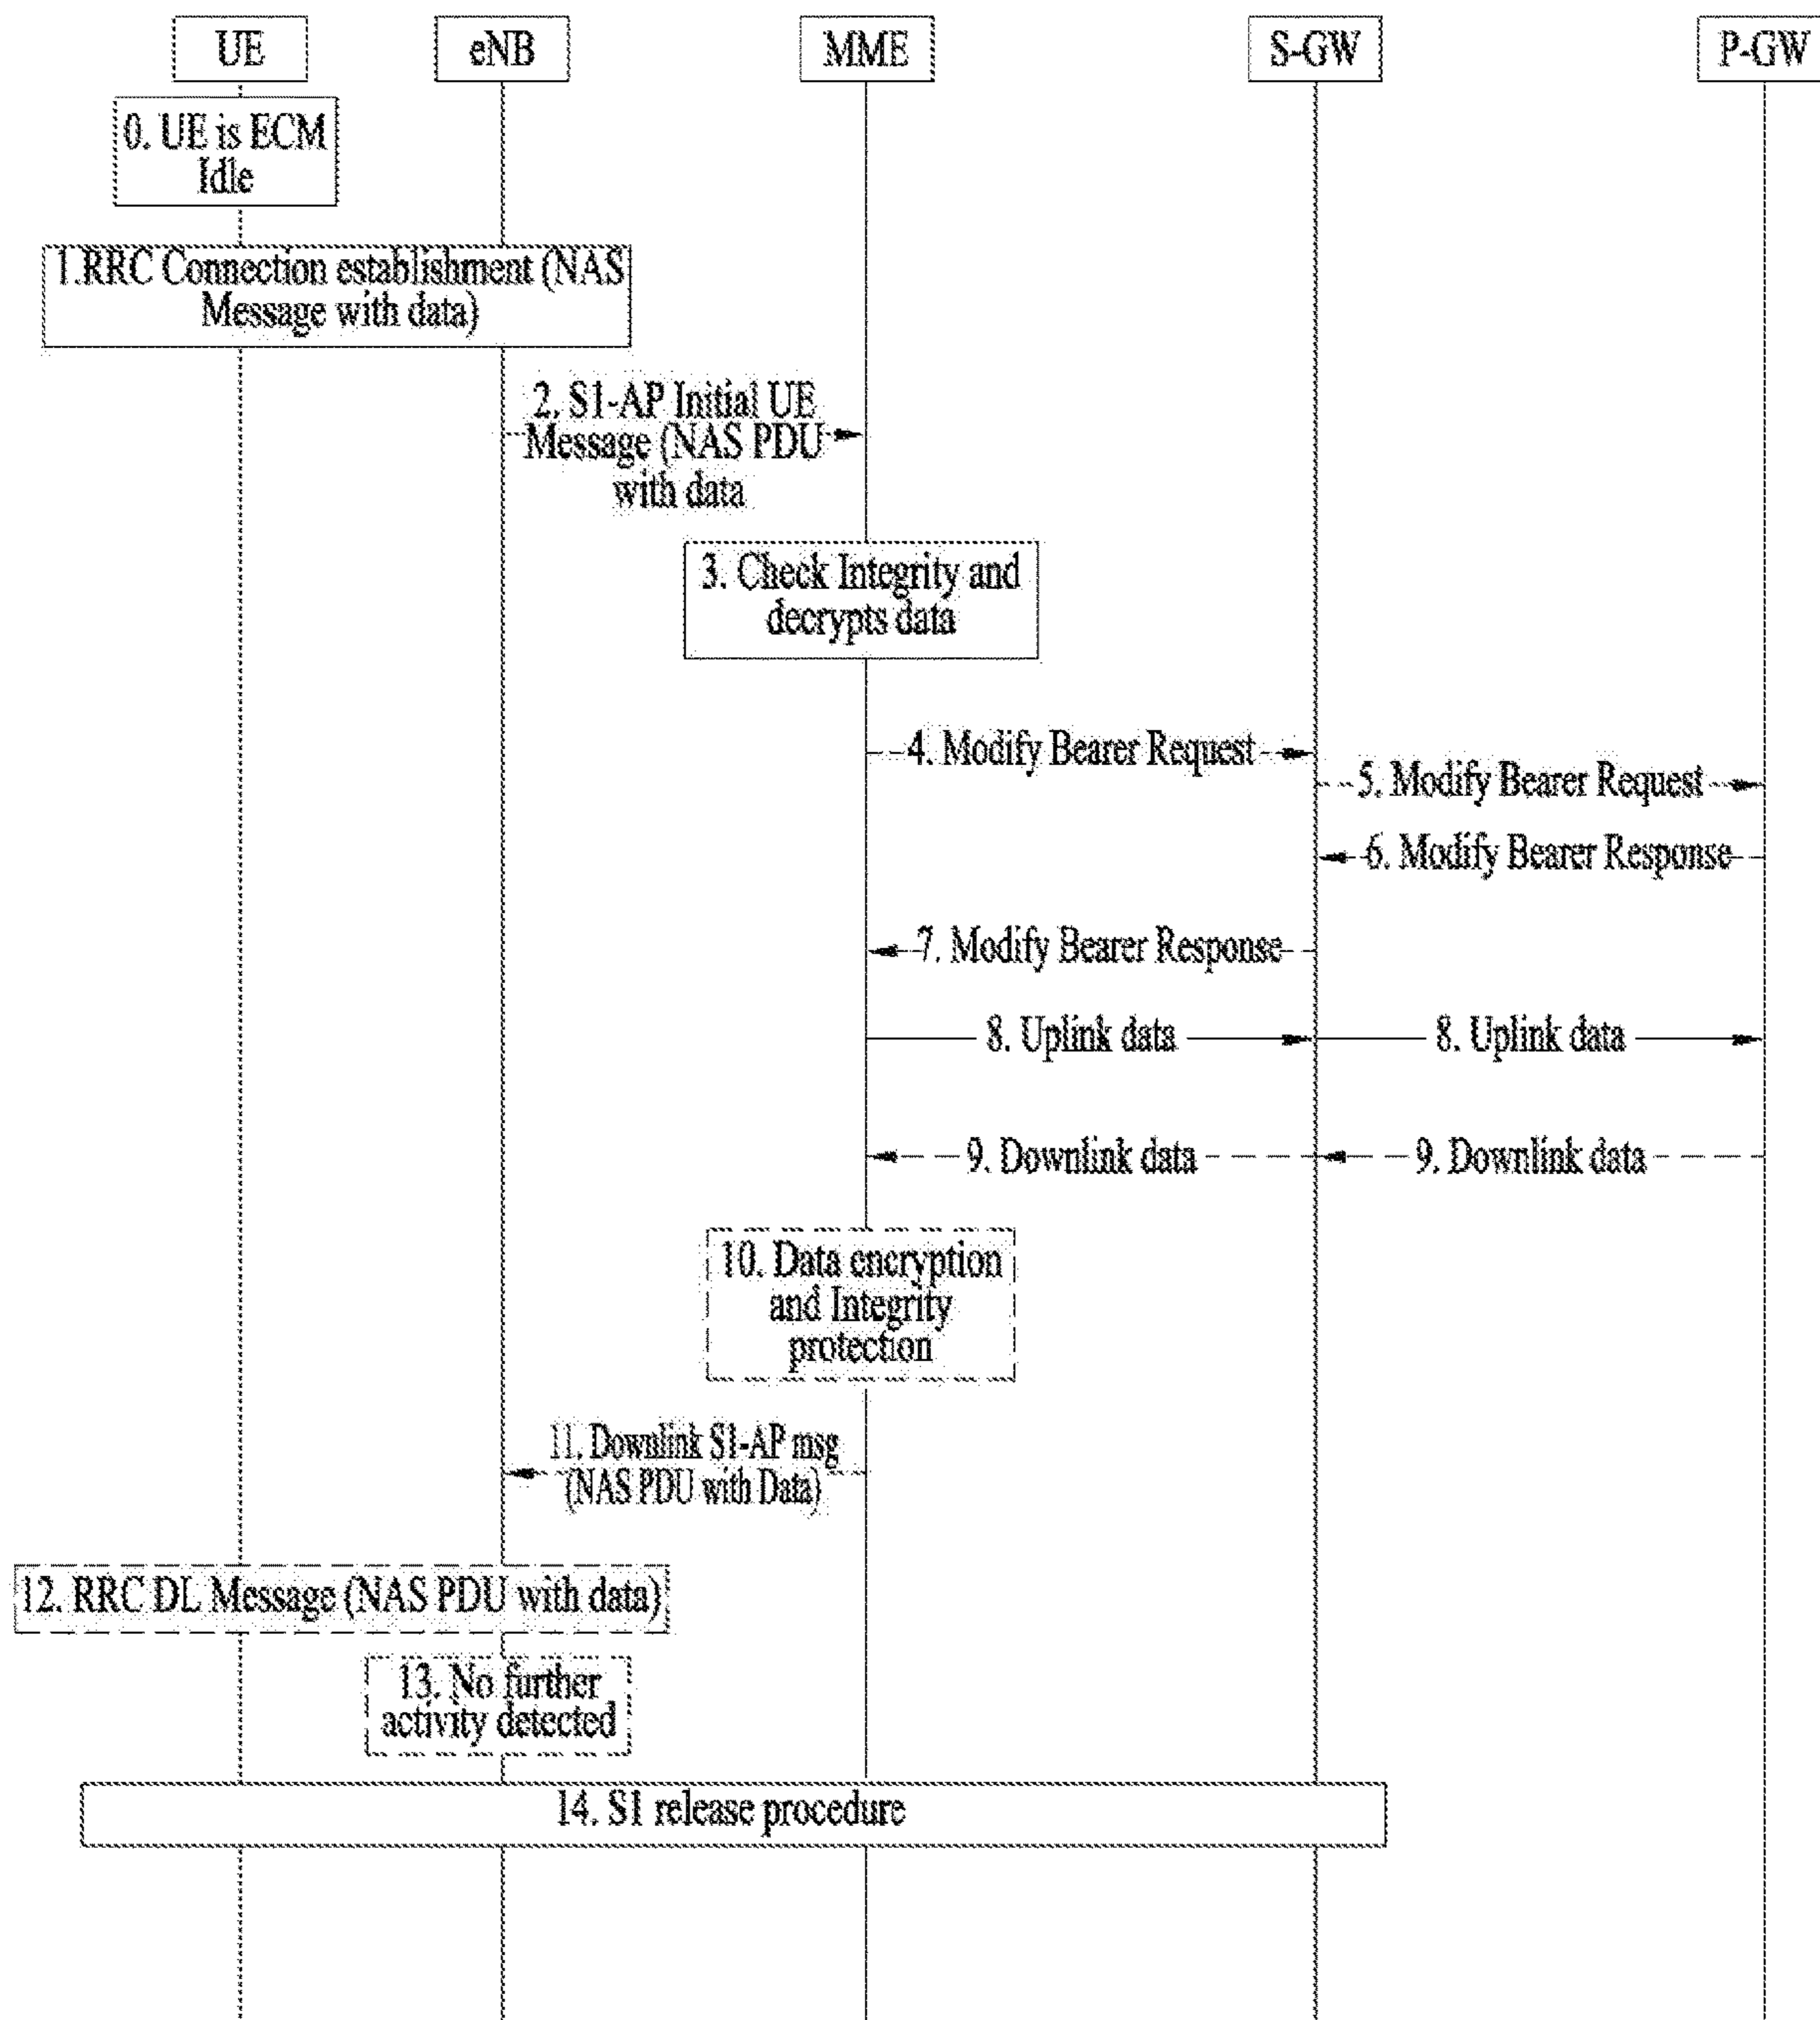 UE
eNB
MME
S-GW
P-GW
0. UE is ECM
Idle
1.RRC Connection establishment (NAS
Message with data)
2. S1-AP Initial UE
Message (NAS PDU
with data
3. Check Integrity and
decrypts data
4. Modify Bearer Request
5. Modify Bearer Request
6. Modify Bearer Response
7. Modify Bearer Response
8. Uplink data
8. Uplink data
9. Downlink data
9. Downlink data
10. Data encryption
and Integrity
protection
11. Downlink S1-AP msg
(NAS PDU with Data)
12. RRC DL Message (NAS PDU with data)
13. No further
activity detected
14. S1 release procedure